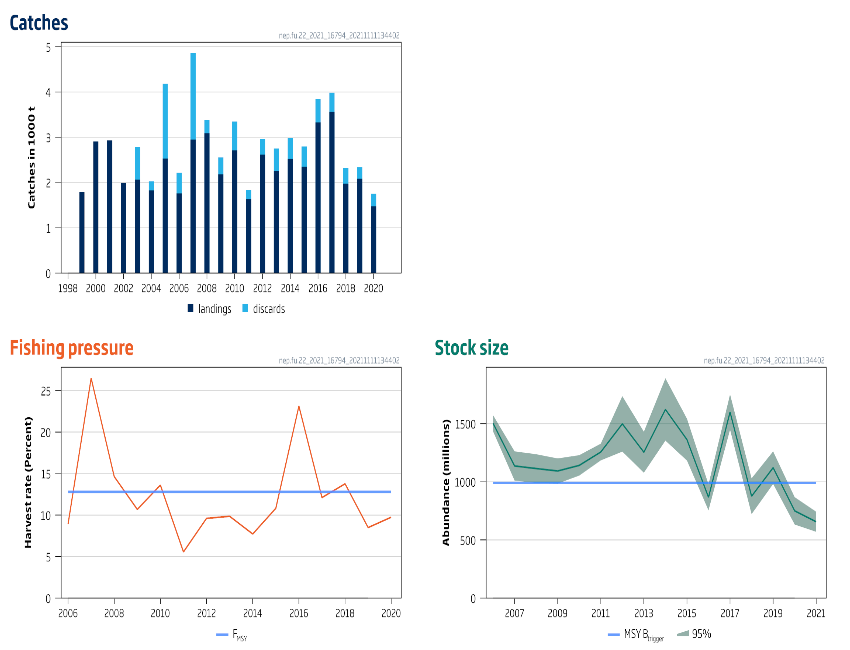 Catches
nep.fu.22_2021_16794_20211111134402
Catches in 1000 t
5
4
3
2
1
0
1998 2000 2002 2004 2006 2007 2008 2010 2012 2014 2016 2018 2020
landings discards
Fishing pressure
nep.fu.22_2021_16794_20211111134402
Harvest rate (Percent)
25
20
15
10
5
0
2006 2008 2010 2012 2014 2016 2018 2020
FMSY
Stock size
nep.fu.22_2021_16794_20211111134402
Abundance (millions)
1500
1000
500
0
2007 2009 2011 2013 2015 2017 2019 2021
MSY Btrigger 95%